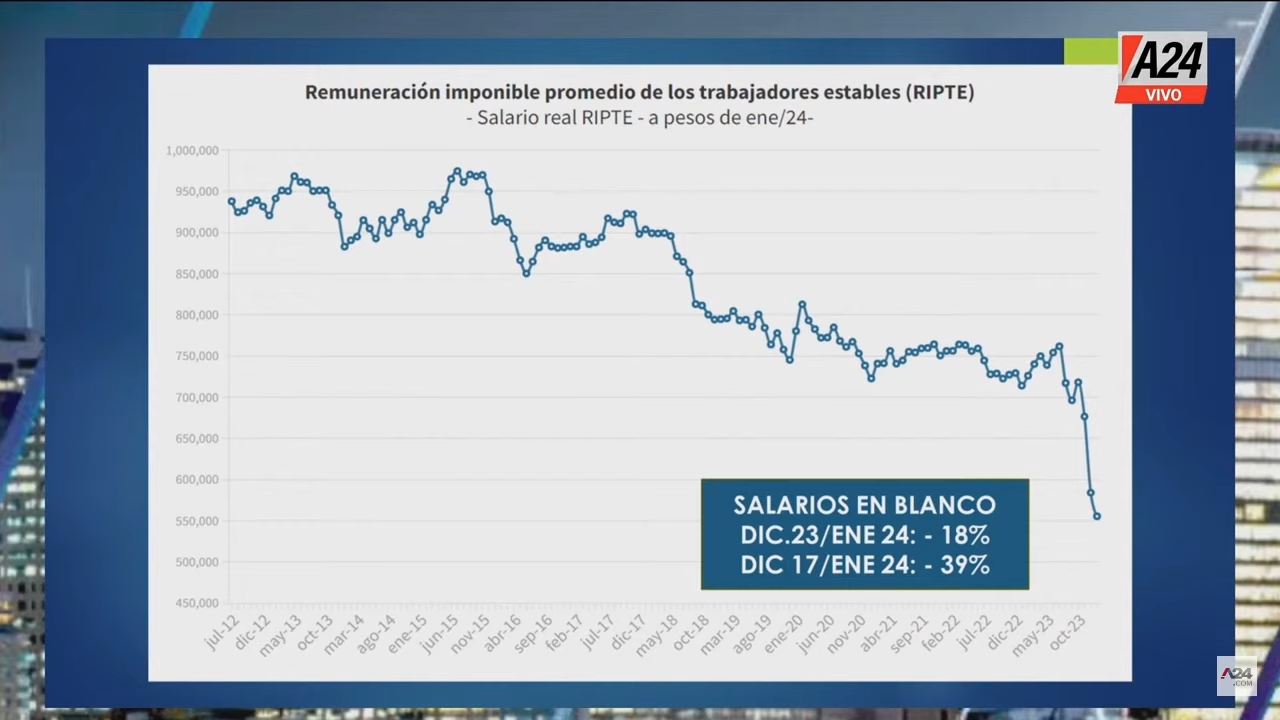 A24
VIVO
Remuneración imponible promedio de los trabajadores estables (RIPTE)
- Salario real RIPTE - a pesos de ene/24-
1,000,000
950,000
900,000
850,000
800,000
750,000
700,000
650,000
600,000
550,000
500,000
450,000
SALARIOS EN BLANCO
DIC.23/ENE 24: - 18%
DIC 17/ENE 24: - 39%
jul-12
dic-12
may-13
oct-13
mar-14
ago-14
ene-15
jun-15
nov-15
abr-16
sep-16
feb-17
jul-17
dic-17
may-18
oct-18
mar-19
ago-19
ene-20
jun-20
nov-20
abr-21
sep-21
feb-22
jul-22
dic-22
may-23
oct-23
A24
.COM